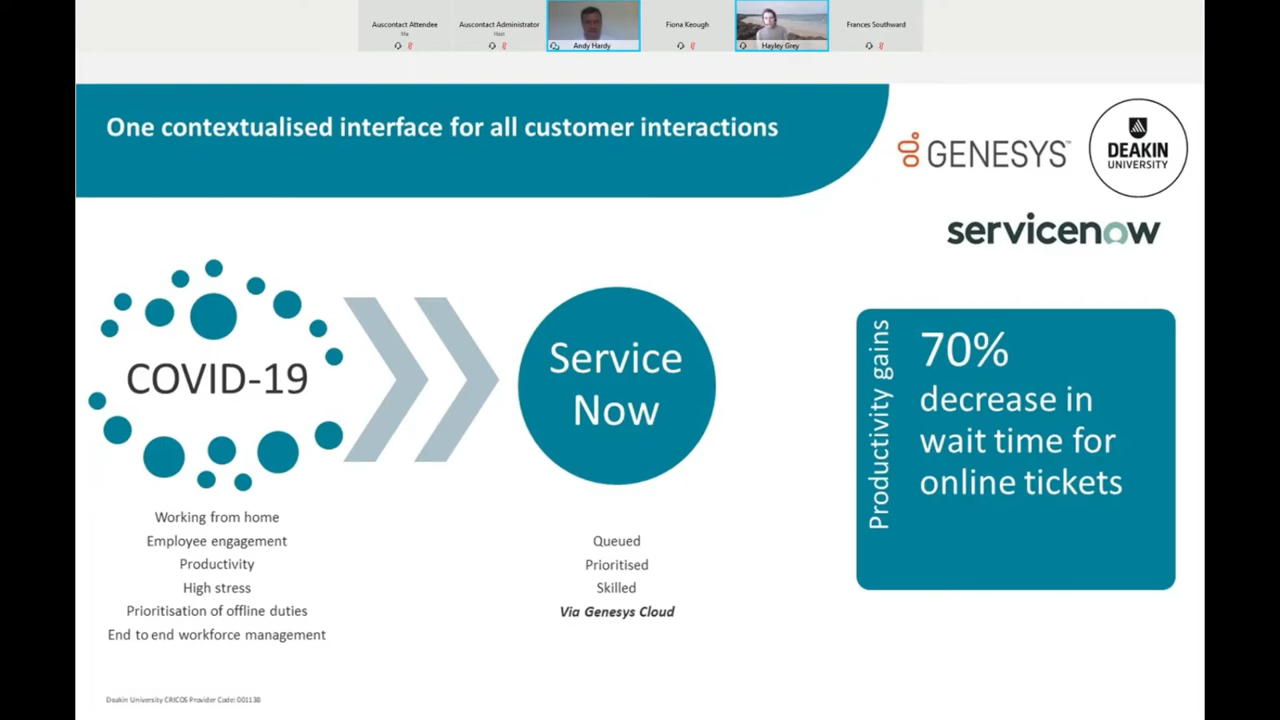 Auscontact Attendee
Me
Auscontact Administrator
Host
Andy Hardy
Fiona Keough
Hayley Grey
Frances Southward
One contextualised interface for all customer interactions
GENESYS™
DEAKIN
UNIVERSITY
servicenow
COVID-19
Service
Now
Productivity gains
70%
decrease in
wait time for
online tickets
Working from home
Employee engagement
Productivity
High stress
Prioritisation of offline duties
End to end workforce management
Queued
Prioritised
Skilled
Via Genesys Cloud
Deakin University CRICOS Provider Code: 00113B